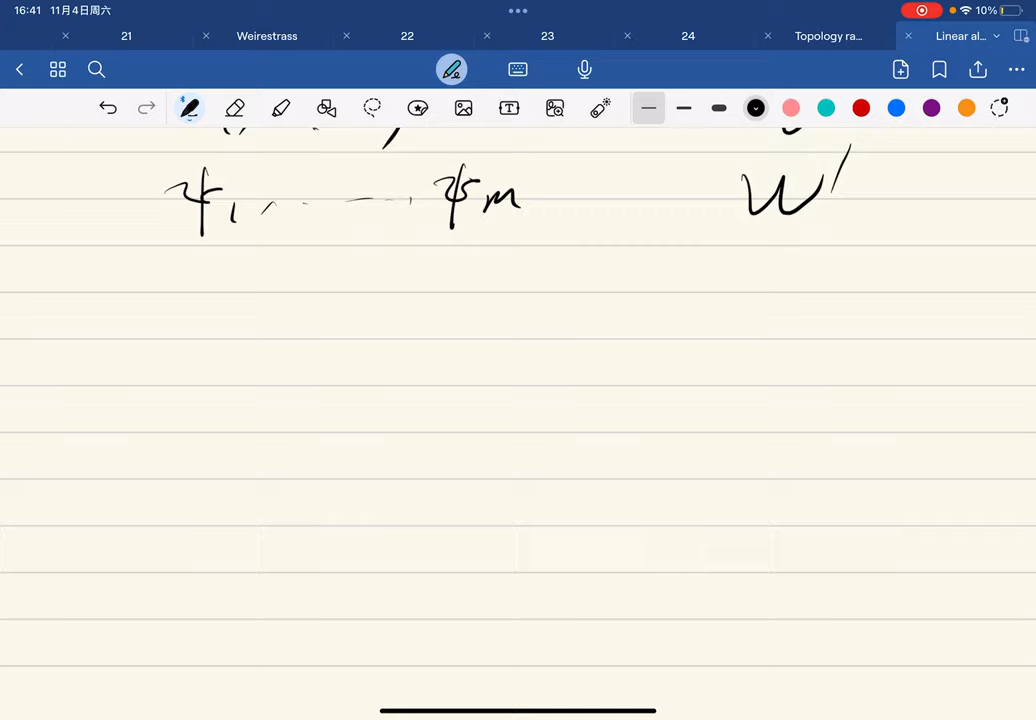 16:41 11月4日周六 10%
21 Weirestrass 22 23 24 Topology ra... Linear al...
ψ₁, ..., ψm W'